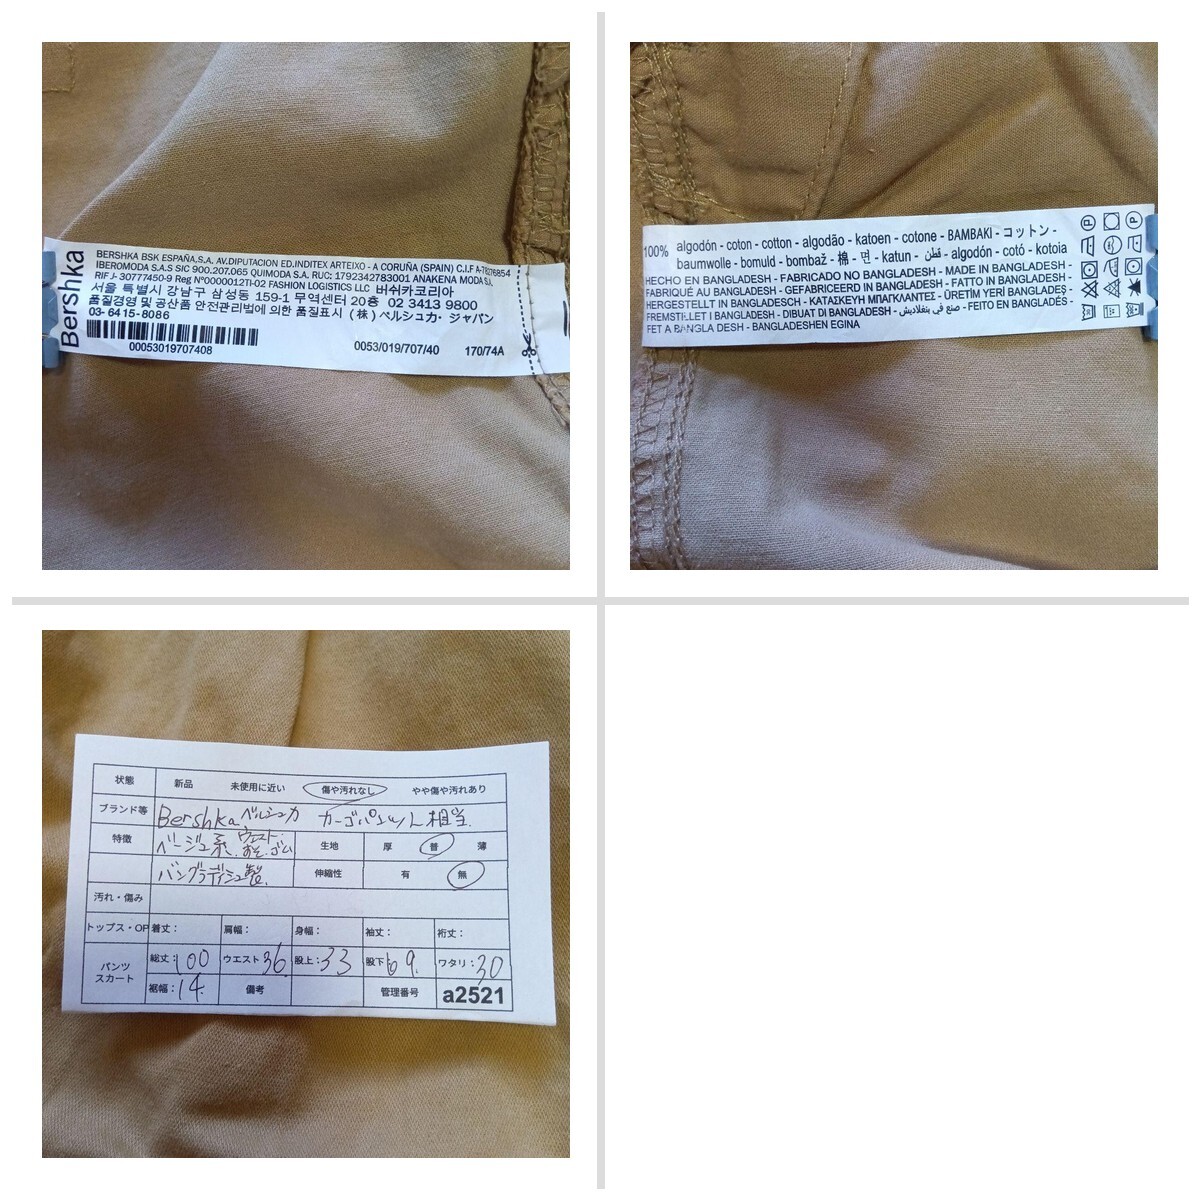 Bershka
BERSHKA BSK ESPAÑA,S.A. AV.DIPUTACION ED.INDITEX ARTEIXO - A CORUÑA (SPAIN) C.I.F A-78276854
IBEROMODA S.A.S SIC 900.207.065 QUIMODA S.A. RUC: 1792342783001 ANAKENA MODA S.L
RIF J- 30777450-9 Reg Nº0000012TI-02 FASHION LOGISTICS LLC 버쉬카코리아
서울 특별시 강남구 삼성동 159-1 무역센터 20층 02 3413 9800
품질경영 및 공산품 안전관리법에 의한 품질표시 (株) ベルシュカ・ジャパン
03-6415-8086
00053019707408 0053/019/707/40 170/74A
100% algodón - coton - cotton - algodão - katoen - cotone - BAMBAKI - コットン -
baumwolle - bomuld - bombaž - 棉 - 면 - katun - قطن - algodón - cotó - kotoia
HECHO EN BANGLADESH - FABRICADO NO BANGLADESH - MADE IN BANGLADESH -
FABRIQUÉ AU BANGLADESH - GEFABRICEERD IN BANGLADESH - FATTO IN BANGLADESH -
HERGESTELLT IN BANGLADESCH - ΚΑΤΑΣΚΕΥΗ ΜΠΑΓΚΛΑΝΤΕΣ - ÜRETİM YERİ BANGLADEŞ -
FREMSTILLET I BANGLADESH - DIBUAT DI BANGLADESH - صنع في بنغلاديش - FEITO EN BANGLADÉS -
FET A BANGLA DESH - BANGLADESHEN EGINA
状態 新品 未使用に近い 傷や汚れなし やや傷や汚れあり
ブランド等 Bershka ベルシュカ カーゴパンツ L相当.
特徴 ベージュ系. ウエスト・あそ.ゴム 生地 厚 普 薄
バングラディシュ製. 伸縮性 有 無
汚れ・傷み
トップス・OP 着丈: 肩幅: 身幅: 袖丈: 裄丈:
パンツ スカート 総丈:100 ウエスト36 股上:33 股下69. ワタリ:30
裾幅:14. 備考 管理番号 a2521